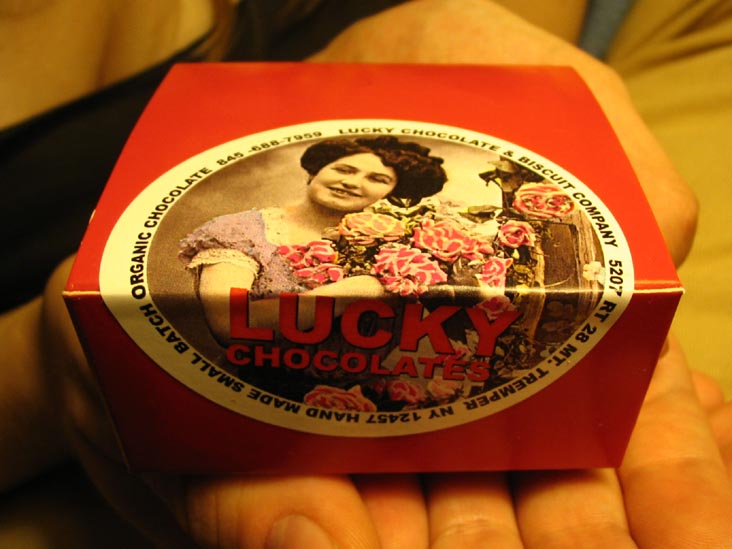 LUCKY CHOCOLATE & BISCUIT COMPANY 5207 RT 28 MT. TREMPER NY 12457 HAND MADE SMALL BATCH ORGANIC CHOCOLATE 845 -688-7959
LUCKY
CHOCOLATES